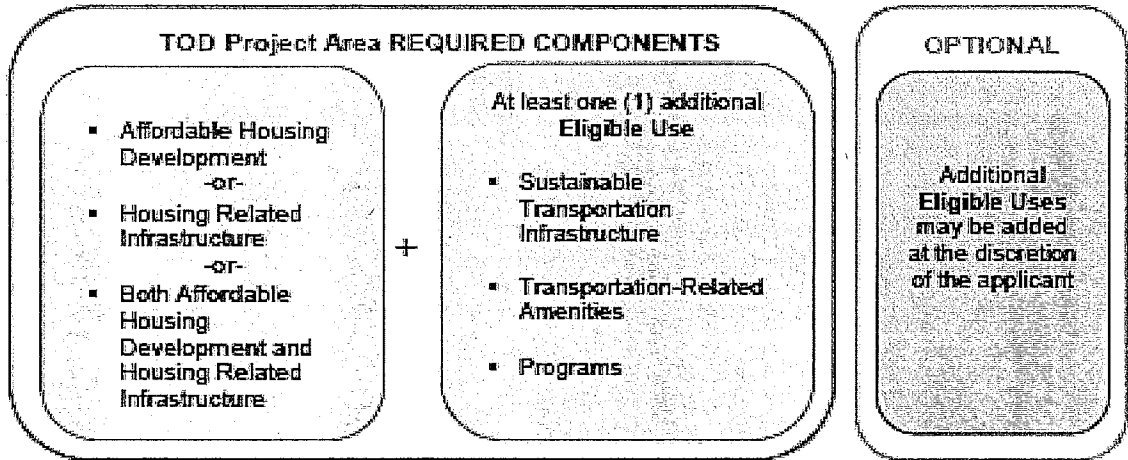 TOD Project Area REQUIRED COMPONENTS
▪ Affordable Housing
Development
-or-
▪ Housing Related
Infrastructure
-or-
▪ Both Affordable
Housing
Development and
Housing Related
Infrastructure
+
At least one (1) additional
Eligible Use
▪ Sustainable
Transportation
Infrastructure
▪ Transportation-Related
Amenities
▪ Programs
OPTIONAL
Additional
Eligible Uses
may be added
at the discretion
of the applicant